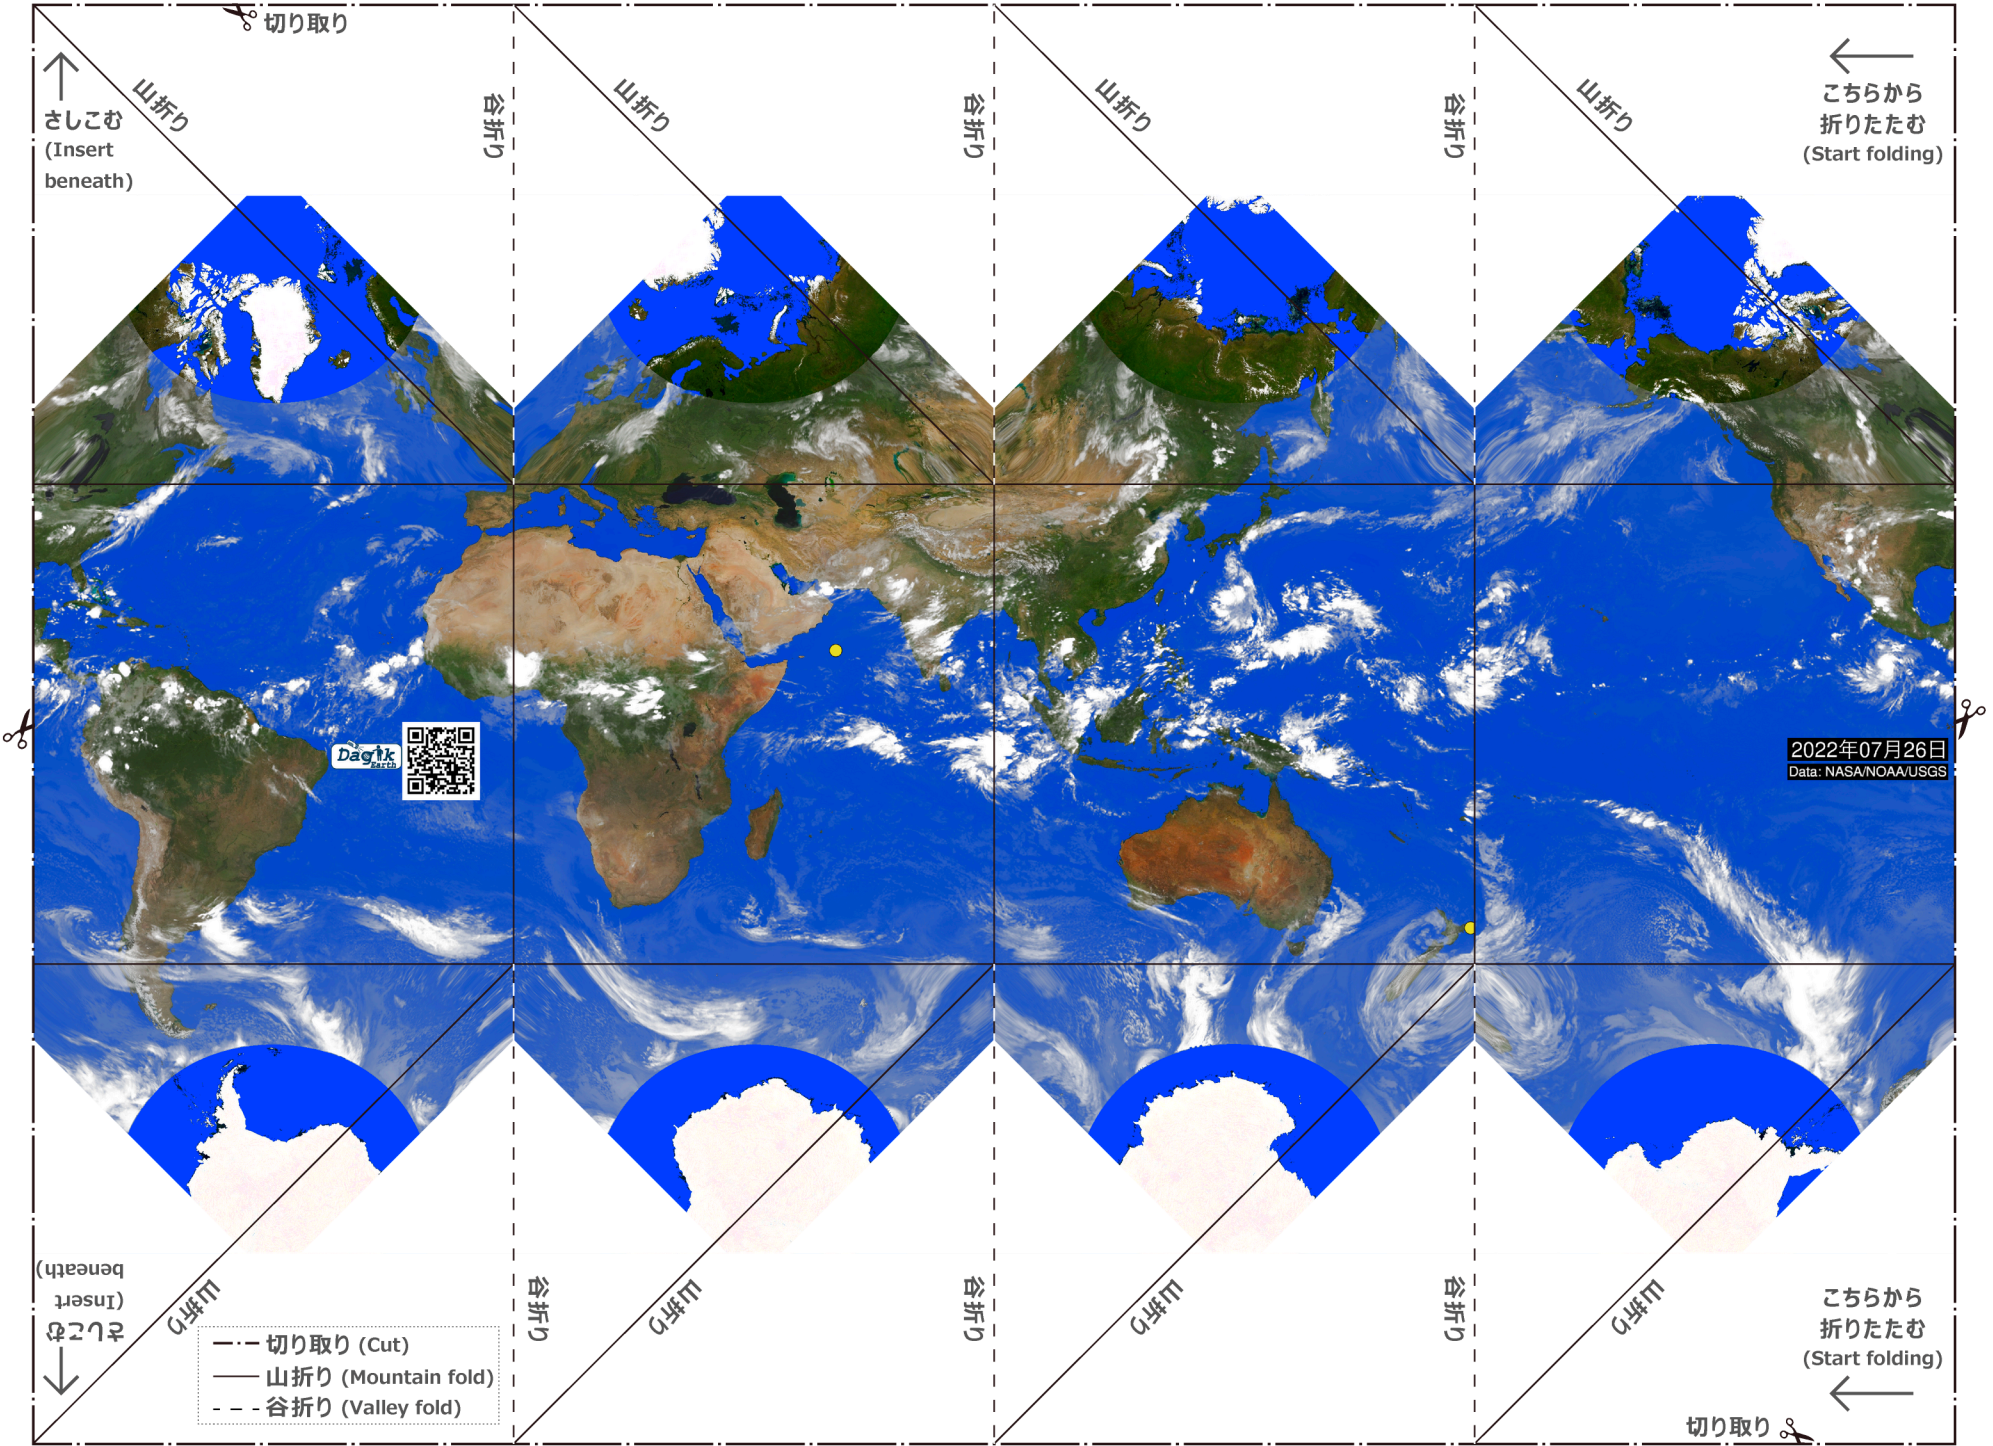 切り取り
さしこむ
(Insert
beneath)
山折り
谷折り
山折り
谷折り
山折り
谷折り
山折り
こちらから
折りたたむ
(Start folding)
Dagik
Earth
2022年07月26日
Data: NASA/NOAA/USGS
さしこむ
(Insert
beneath)
山折り
谷折り
山折り
谷折り
山折り
谷折り
山折り
こちらから
折りたたむ
(Start folding)
切り取り (Cut)
山折り (Mountain fold)
谷折り (Valley fold)
切り取り